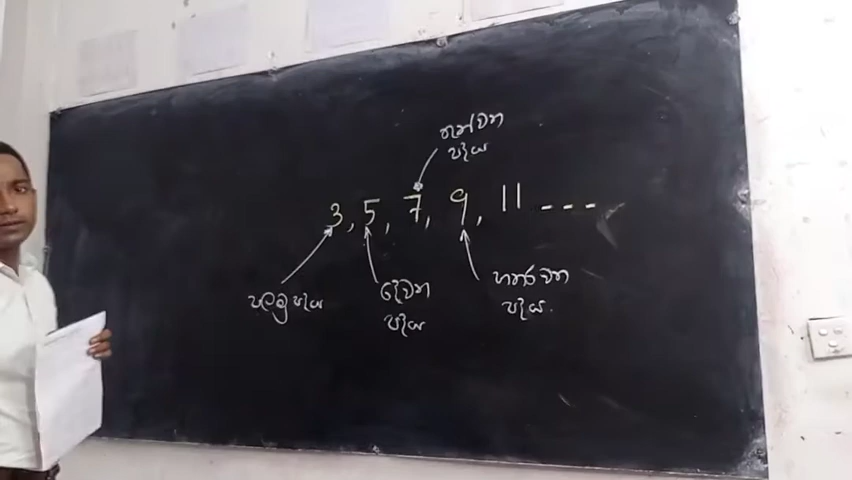 තුන්වන
පදය
3, 5, 7, 9, 11 ---
පළමු පදය
දෙවන
පදය
හතරවන
පදය.